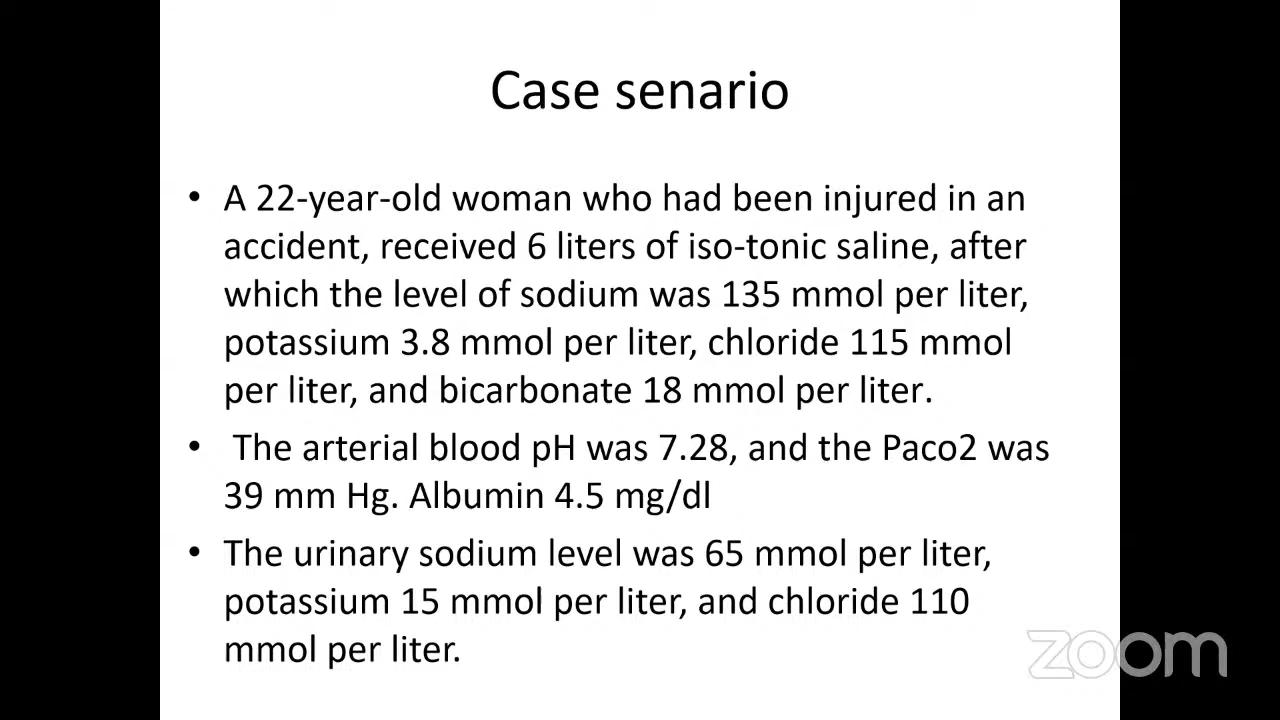 Case senario
• A 22-year-old woman who had been injured in an
accident, received 6 liters of iso-tonic saline, after
which the level of sodium was 135 mmol per liter,
potassium 3.8 mmol per liter, chloride 115 mmol
per liter, and bicarbonate 18 mmol per liter.
• The arterial blood pH was 7.28, and the Paco2 was
39 mm Hg. Albumin 4.5 mg/dl
• The urinary sodium level was 65 mmol per liter,
potassium 15 mmol per liter, and chloride 110
mmol per liter.
zoom